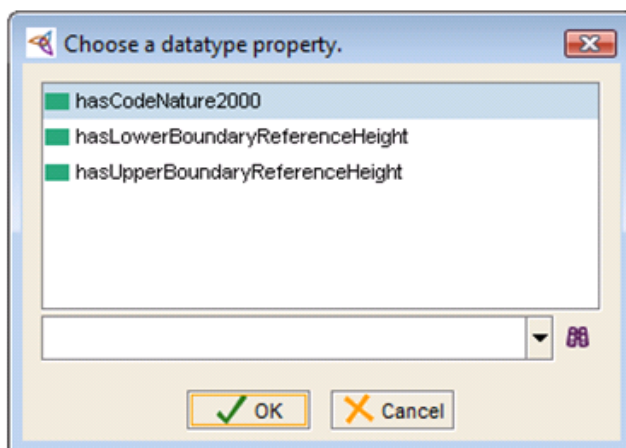 Choose a datatype property.
hasCodeNature2000
hasLowerBoundaryReferenceHeight
hasUpperBoundaryReferenceHeight
OK
Cancel